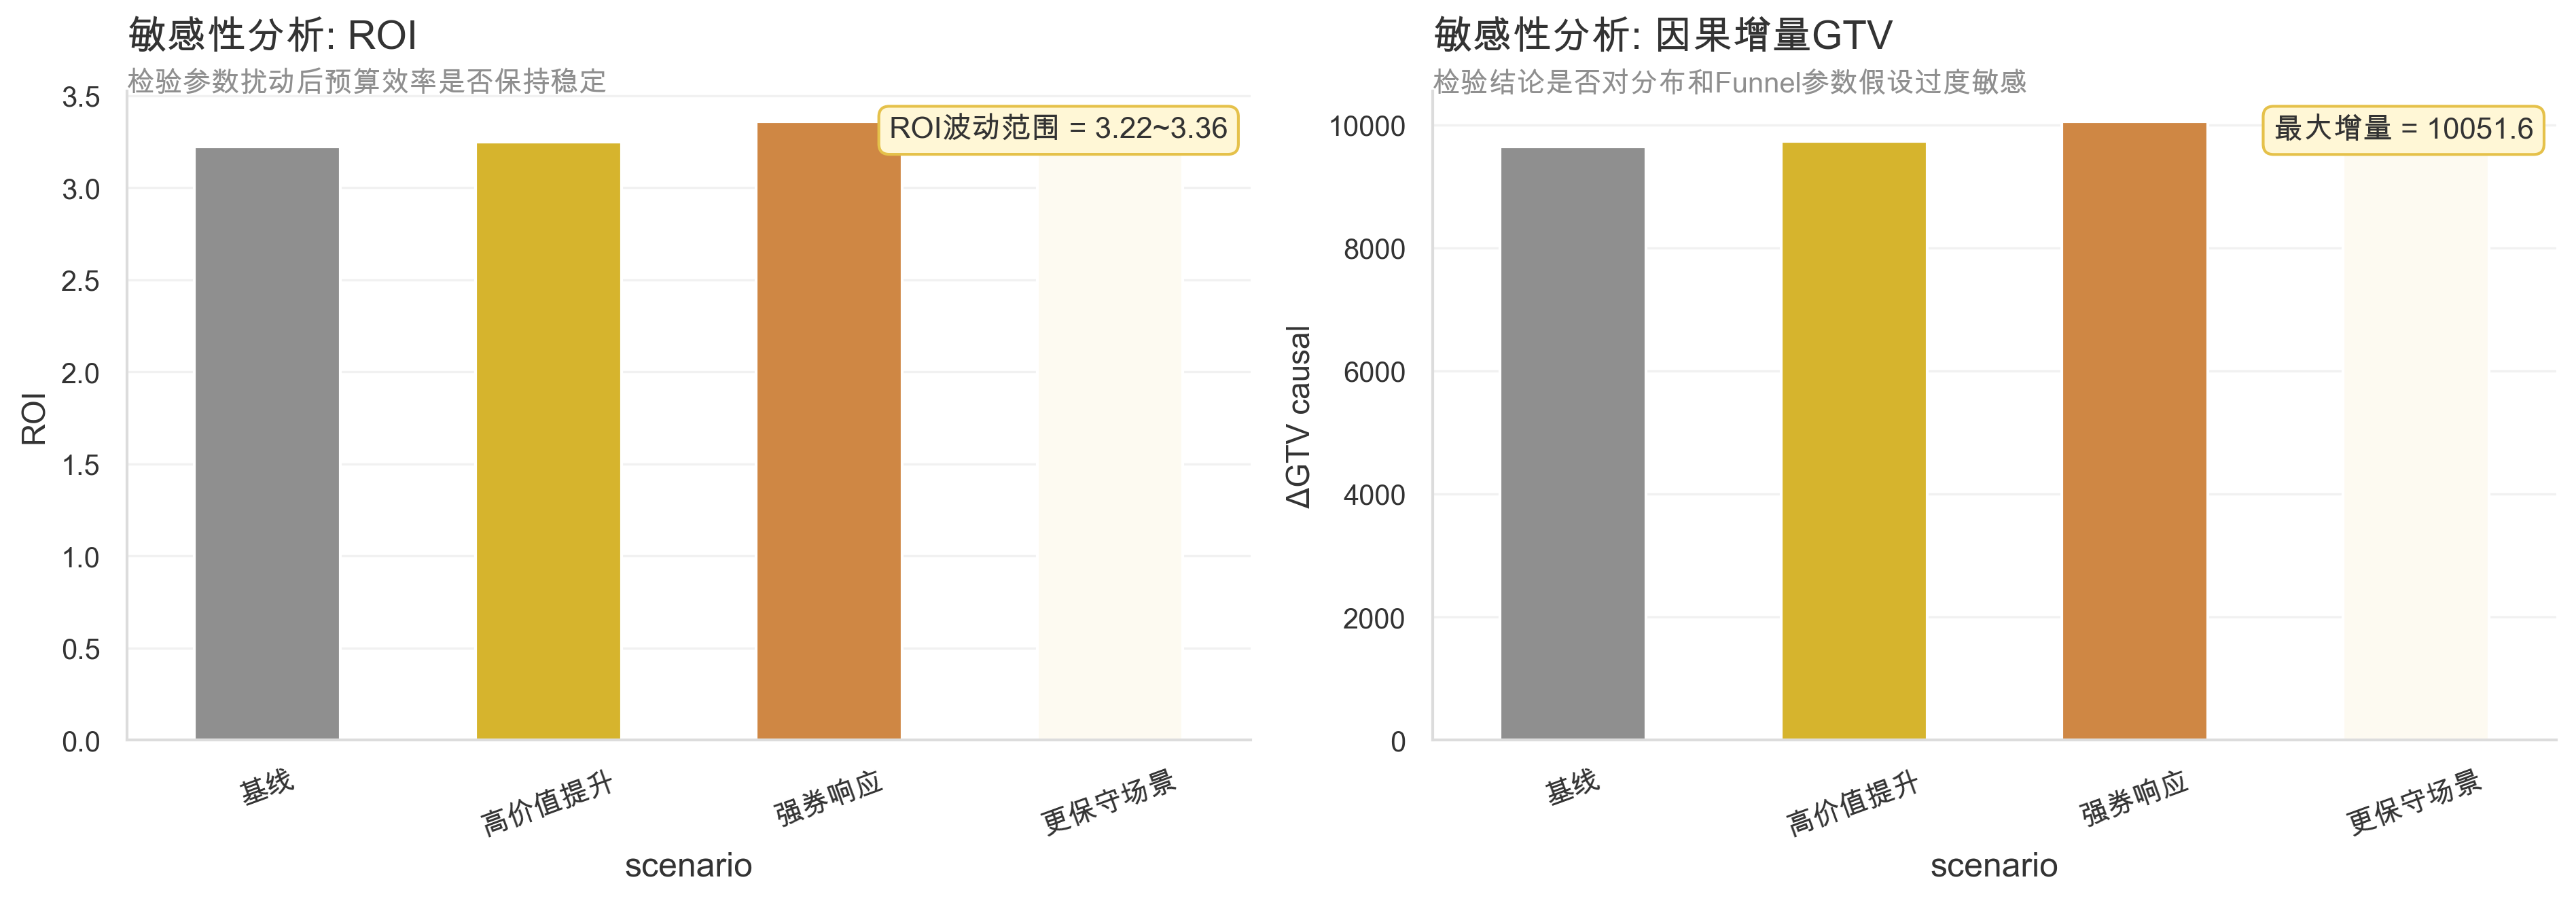 敏感性分析: ROI
检验参数扰动后预算效率是否保持稳定
ROI波动范围 = 3.22~3.36
3.5
3.0
2.5
2.0
1.5
1.0
0.5
0.0
ROI
基线
高价值提升
强券响应
更保守场景
scenario
敏感性分析: 因果增量GTV
检验结论是否对分布和Funnel参数假设过度敏感
最大增量 = 10051.6
10000
8000
6000
4000
2000
0
ΔGTV causal
基线
高价值提升
强券响应
更保守场景
scenario